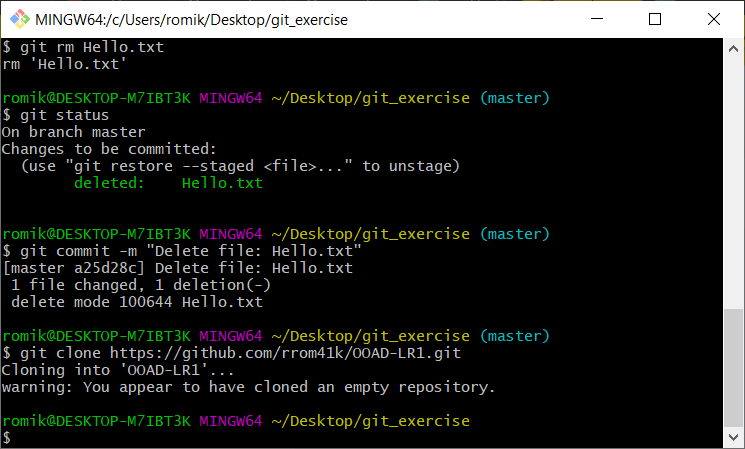 MINGW64:/c/Users/romik/Desktop/git_exercise
$ git rm Hello.txt
rm 'Hello.txt'
romik@DESKTOP-M7IBT3K MINGW64 ~/Desktop/git_exercise (master)
$ git status
On branch master
Changes to be committed:
  (use "git restore --staged <file>..." to unstage)
        deleted:    Hello.txt
romik@DESKTOP-M7IBT3K MINGW64 ~/Desktop/git_exercise (master)
$ git commit -m "Delete file: Hello.txt"
[master a25d28c] Delete file: Hello.txt
 1 file changed, 1 deletion(-)
 delete mode 100644 Hello.txt
romik@DESKTOP-M7IBT3K MINGW64 ~/Desktop/git_exercise (master)
$ git clone https://github.com/rrom41k/OOAD-LR1.git
Cloning into 'OOAD-LR1'...
warning: You appear to have cloned an empty repository.
romik@DESKTOP-M7IBT3K MINGW64 ~/Desktop/git_exercise
$